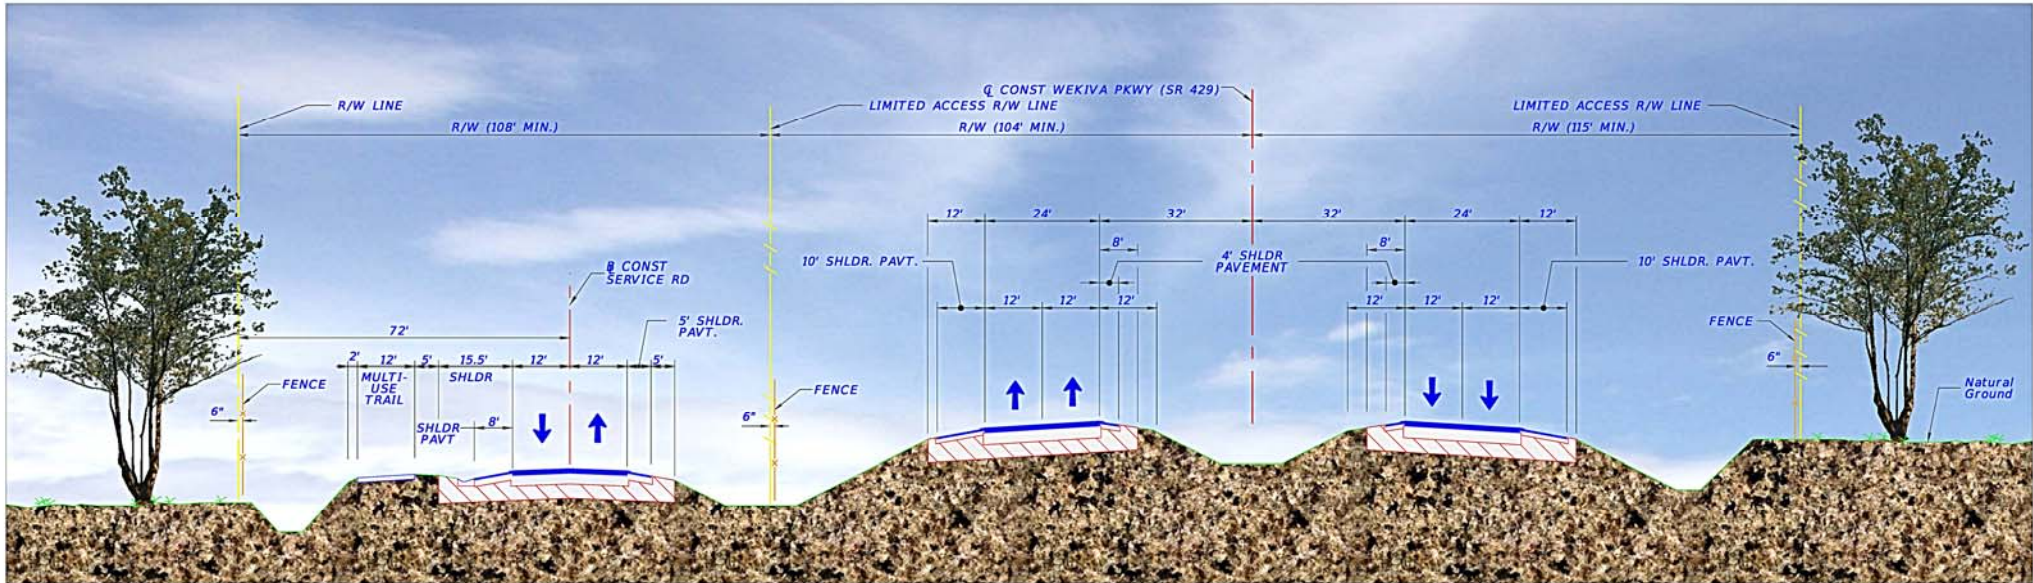 ℄ CONST WEKIVA PKWY (SR 429)
R/W LINE
LIMITED ACCESS R/W LINE
LIMITED ACCESS R/W LINE
R/W (108' MIN.)
R/W (104' MIN.)
R/W (115' MIN.)
12'
24'
32'
32'
24'
12'
8'
8'
10' SHLDR. PAVT.
4' SHLDR
PAVEMENT
10' SHLDR. PAVT.
CONST
SERVICE RD
12'
12'
12'
12'
12'
12'
72'
5' SHLDR.
PAVT.
FENCE
6"
2'
12'
5'
15.5'
12'
12'
5'
MULTI-
USE
TRAIL
SHLDR
FENCE
6"
FENCE
6"
SHLDR
PAVT
8'
Natural
Ground